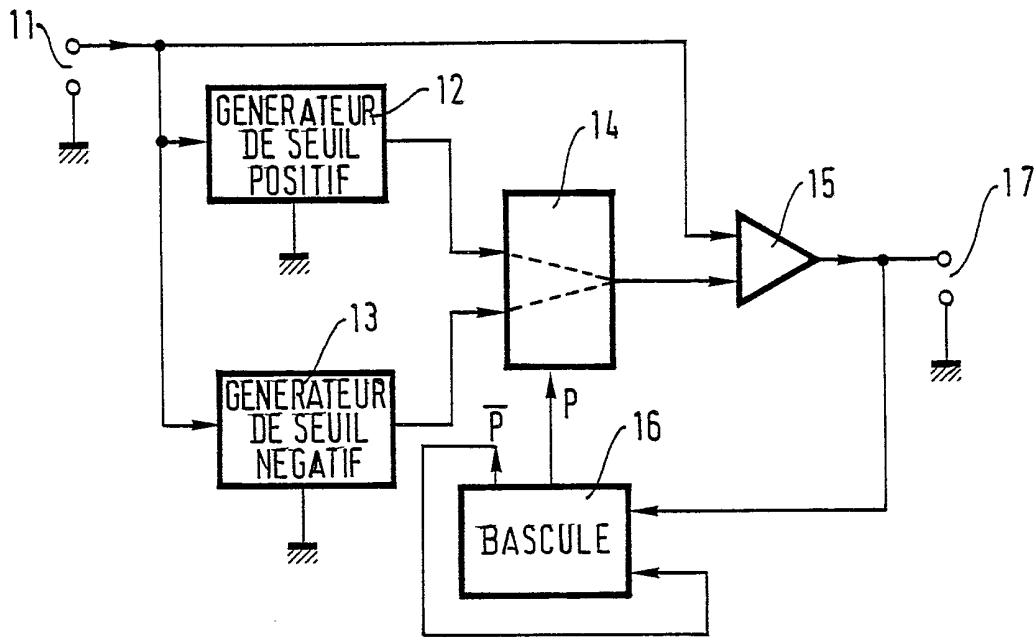 11
GENERATEUR
DE SEUIL
POSITIF
12
14
15
17
GENERATEUR
DE SEUIL
NEGATIF
13
P̅
P
16
BASCULE